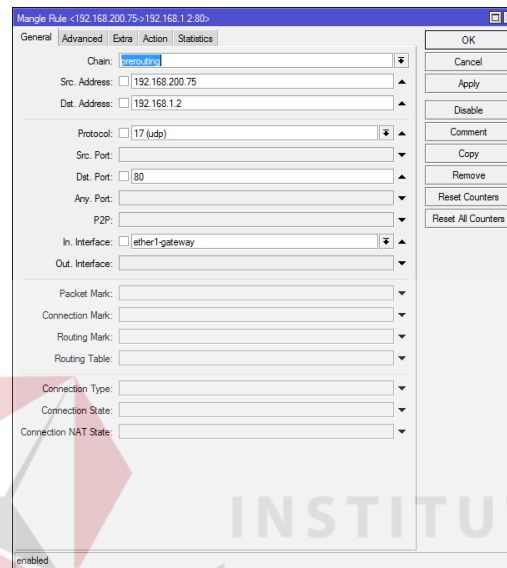 Mangle Rule <192.168.200.75->192.168.1.2:80>
General Advanced Extra Action Statistics
OK
Chain: prerouting
Cancel
Src. Address: 192.168.200.75
Apply
Dst. Address: 192.168.1.2
Disable
Protocol: 17 (udp)
Comment
Src. Port:
Copy
Dst. Port: 80
Remove
Any. Port:
Reset Counters
P2P:
Reset All Counters
In. Interface: ether1-gateway
Out. Interface:
Packet Mark:
Connection Mark:
Routing Mark:
Routing Table:
Connection Type:
Connection State:
Connection NAT State:
INSTITU
enabled